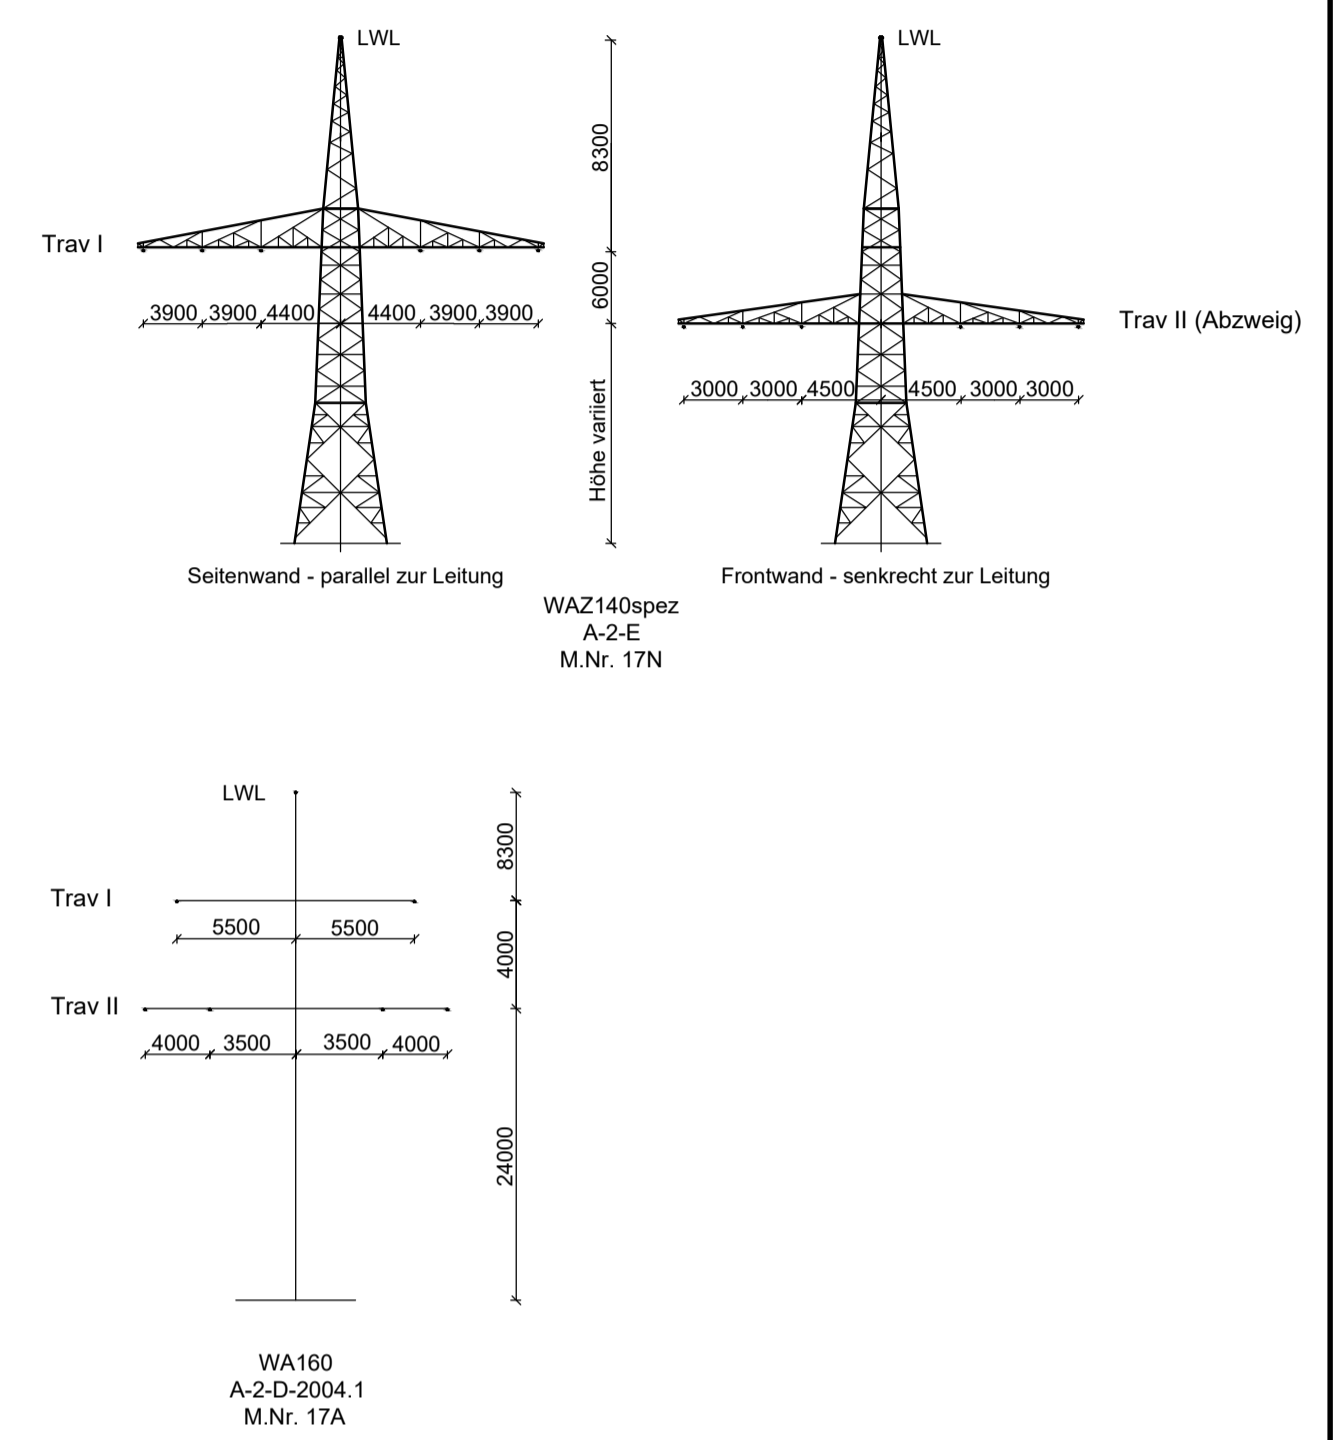 LWL
LWL
8300
Trav I
6000
3900 3900 4400 4400 3900 3900
Trav II (Abzweig)
Höhe variiert
3000 3000 4500 4500 3000 3000
Seitenwand - parallel zur Leitung
Frontwand - senkrecht zur Leitung
WAZ140spez
A-2-E
M.Nr. 17N
LWL
8300
Trav I
5500 5500
4000
Trav II
4000 3500 3500 4000
24000
WA160
A-2-D-2004.1
M.Nr. 17A